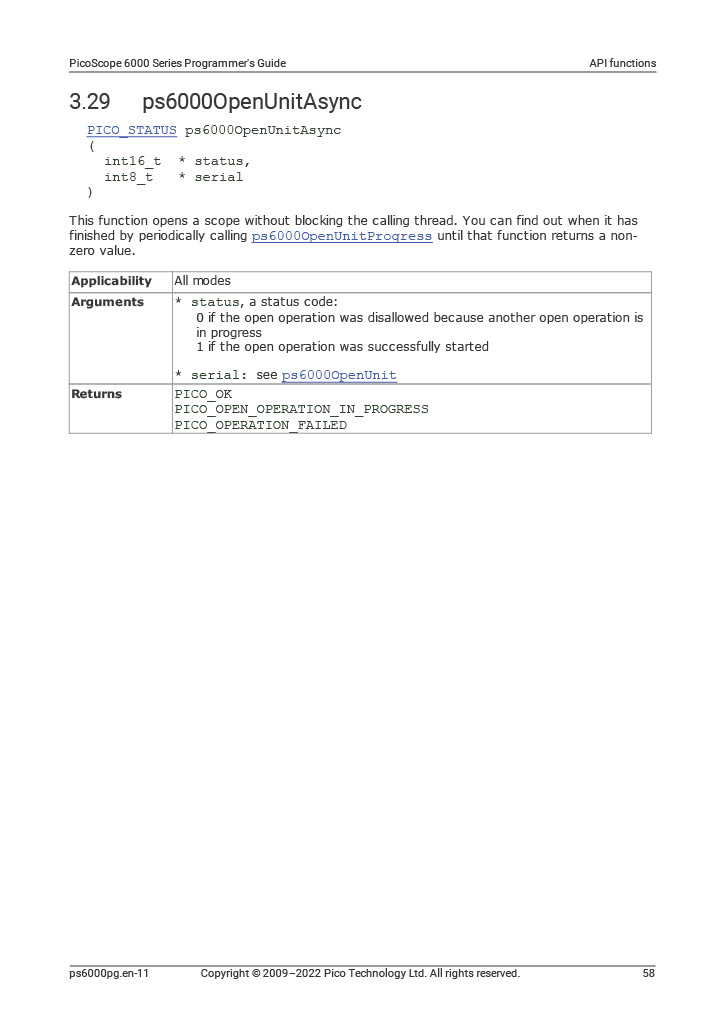 PicoScope 6000 Series Programmer's Guide API functions
3.29 ps6000OpenUnitAsync
PICO_STATUS ps6000OpenUnitAsync
(
int16_t * status,
int8_t * serial
)
This function opens a scope without blocking the calling thread. You can find out when it has
finished by periodically calling ps6000OpenUnitProgress until that function returns a non-
zero value.
Applicability All modes
Arguments * status, a status code:
0 if the open operation was disallowed because another open operation is
in progress
1 if the open operation was successfully started
* serial: see ps6000OpenUnit
Returns PICO_OK
PICO_OPEN_OPERATION_IN_PROGRESS
PICO_OPERATION_FAILED
ps6000pg.en-11 Copyright © 2009–2022 Pico Technology Ltd. All rights reserved. 58